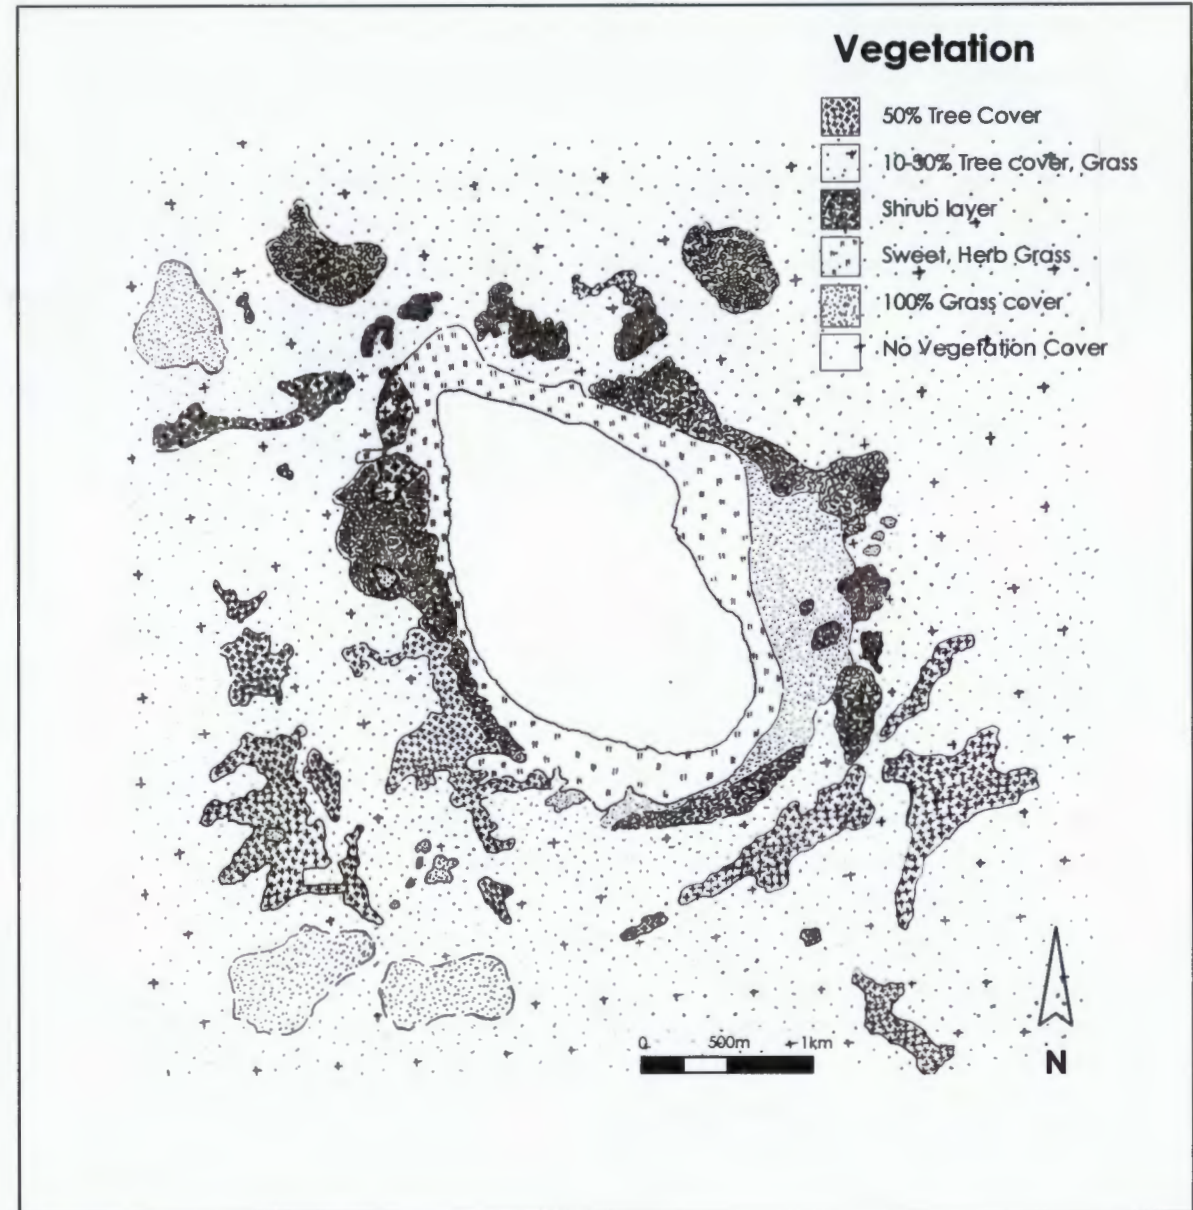 Vegetation
50% Tree Cover
10-30% Tree cover, Grass
Shrub layer
Sweet, Herb Grass
100% Grass cover
No Vegetation Cover
0 500m 1km
N